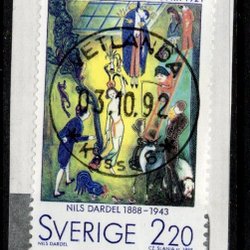 VETLANDA
03.10.92
NILS DARDEL 1888-1943
SVERIGE 2.20
NILS DARDEL